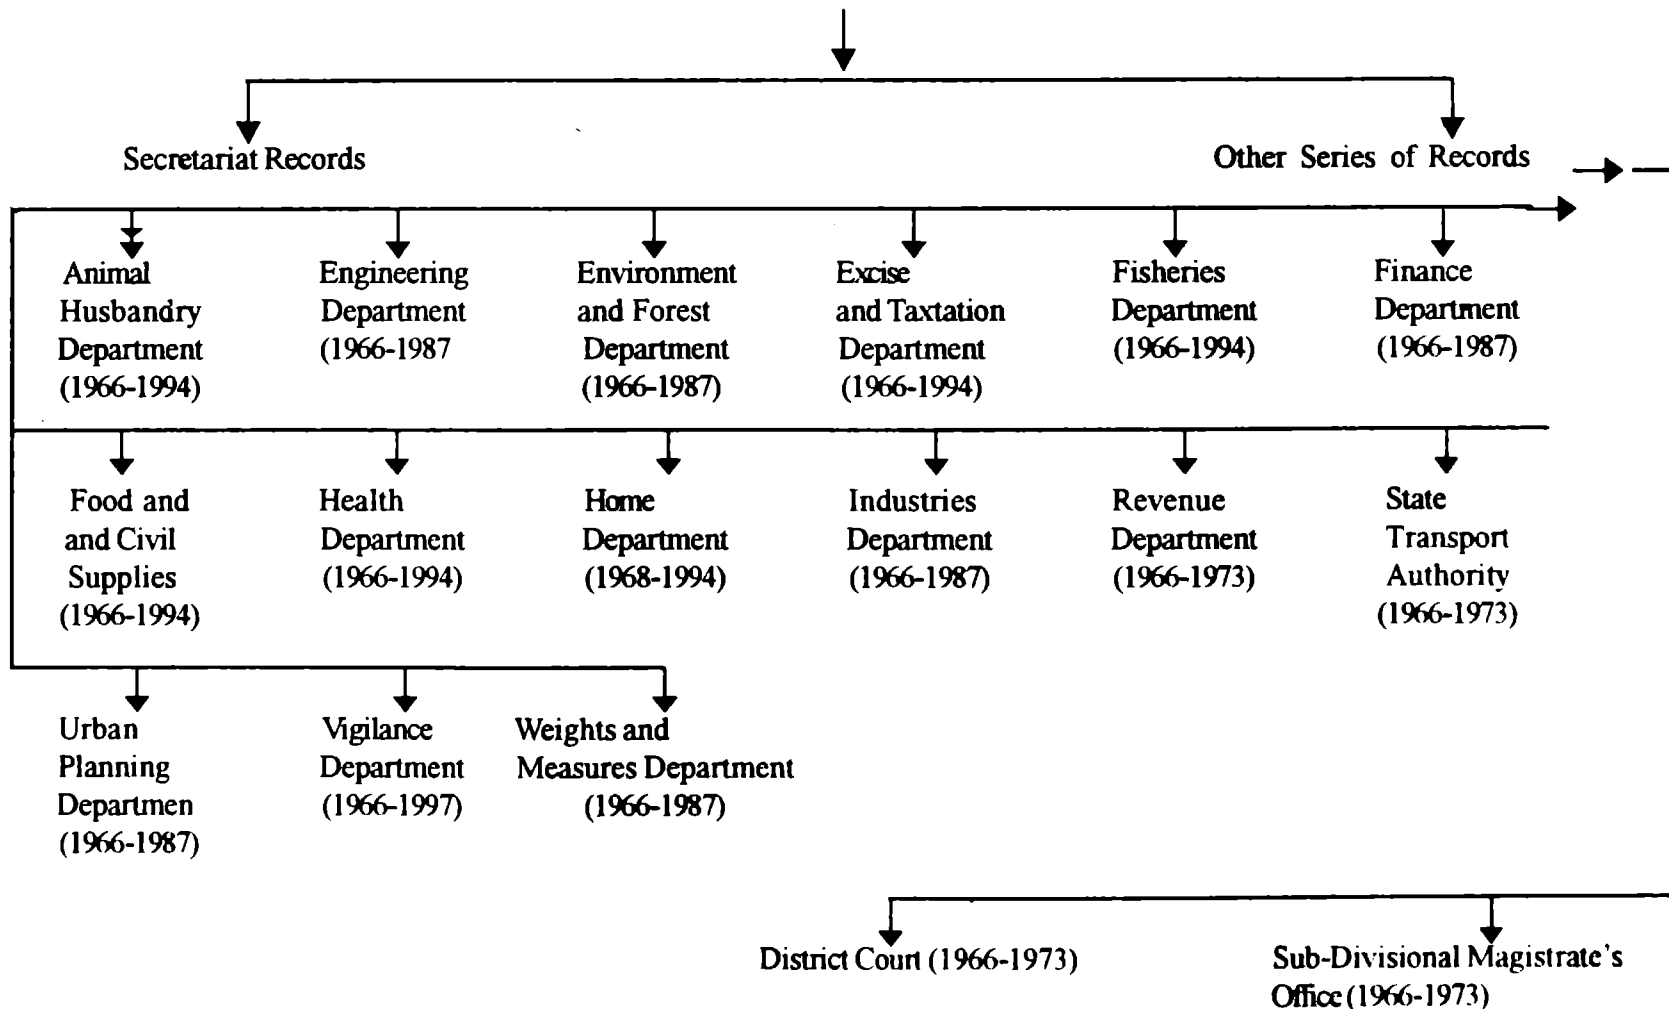 Secretariat Records
Other Series of Records
Animal
Husbandry
Department
(1966-1994)
Engineering
Department
(1966-1987
Environment
and Forest
Department
(1966-1987)
Excise
and Taxtation
Department
(1966-1994)
Fisheries
Department
(1966-1994)
Finance
Department
(1966-1987)
Food and
and Civil
Supplies
(1966-1994)
Health
Department
(1966-1994)
Home
Department
(1968-1994)
Industries
Department
(1966-1987)
Revenue
Department
(1966-1973)
State
Transport
Authority
(1966-1973)
Urban
Planning
Departmen
(1966-1987)
Vigilance
Department
(1966-1997)
Weights and
Measures Department
(1966-1987)
District Court (1966-1973)
Sub-Divisional Magistrate's
Office (1966-1973)